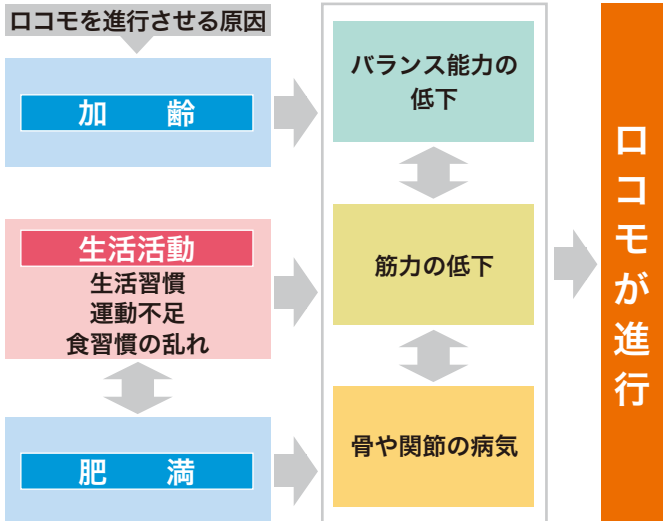 ロコモを進行させる原因
加　齢
生活活動
生活習慣
運動不足
食習慣の乱れ
肥　満
バランス能力の
低下
筋力の低下
骨や関節の病気
ロコモが進行